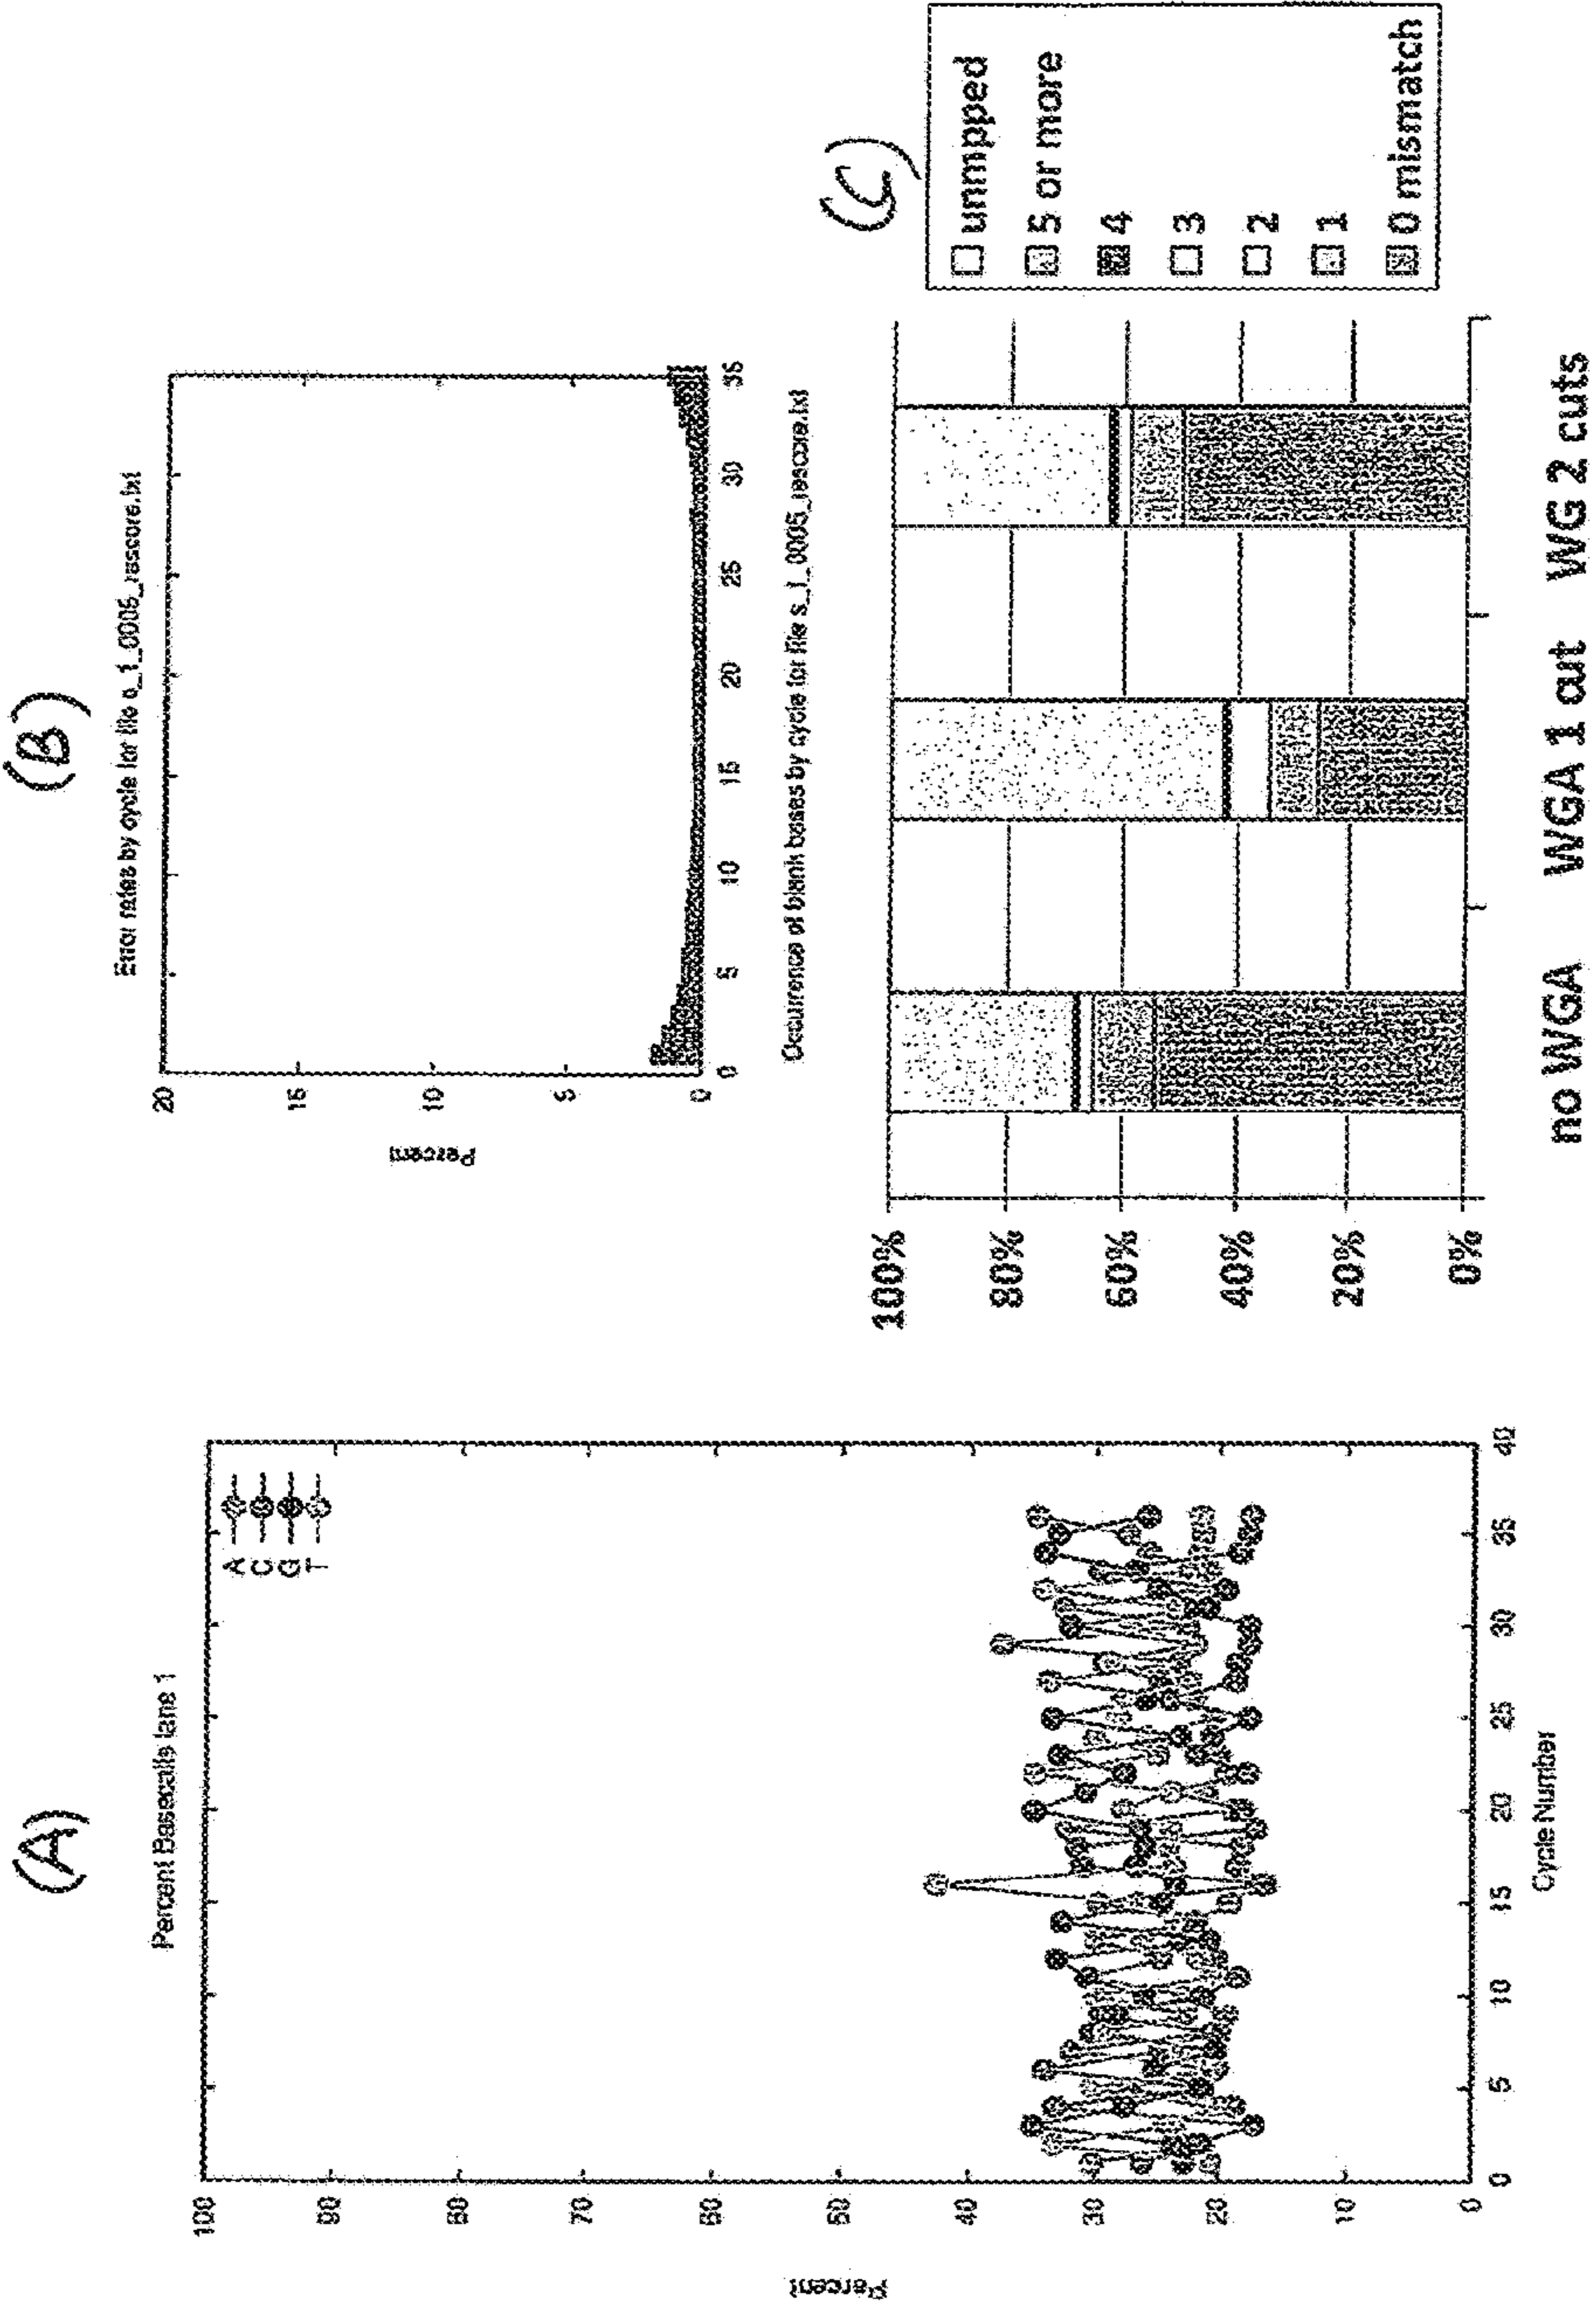 (A)
Percent Basecalls lane 1
A
C
G
T
100
90
80
70
60
50
40
30
20
10
0
Percent
0
5
10
15
20
25
30
35
40
Cycle Number
(B)
Error rates by cycle for file s_1_0005_rescore.txt
20
15
10
5
0
Percent
0
5
10
15
20
25
30
35
Occurrence of blank bases by cycle for file s_1_0005_rescore.txt
(C)
100%
80%
60%
40%
20%
0%
no WGA
WGA 1 cut
WG 2 cuts
unmpped
5 or more
4
3
2
1
0 mismatch